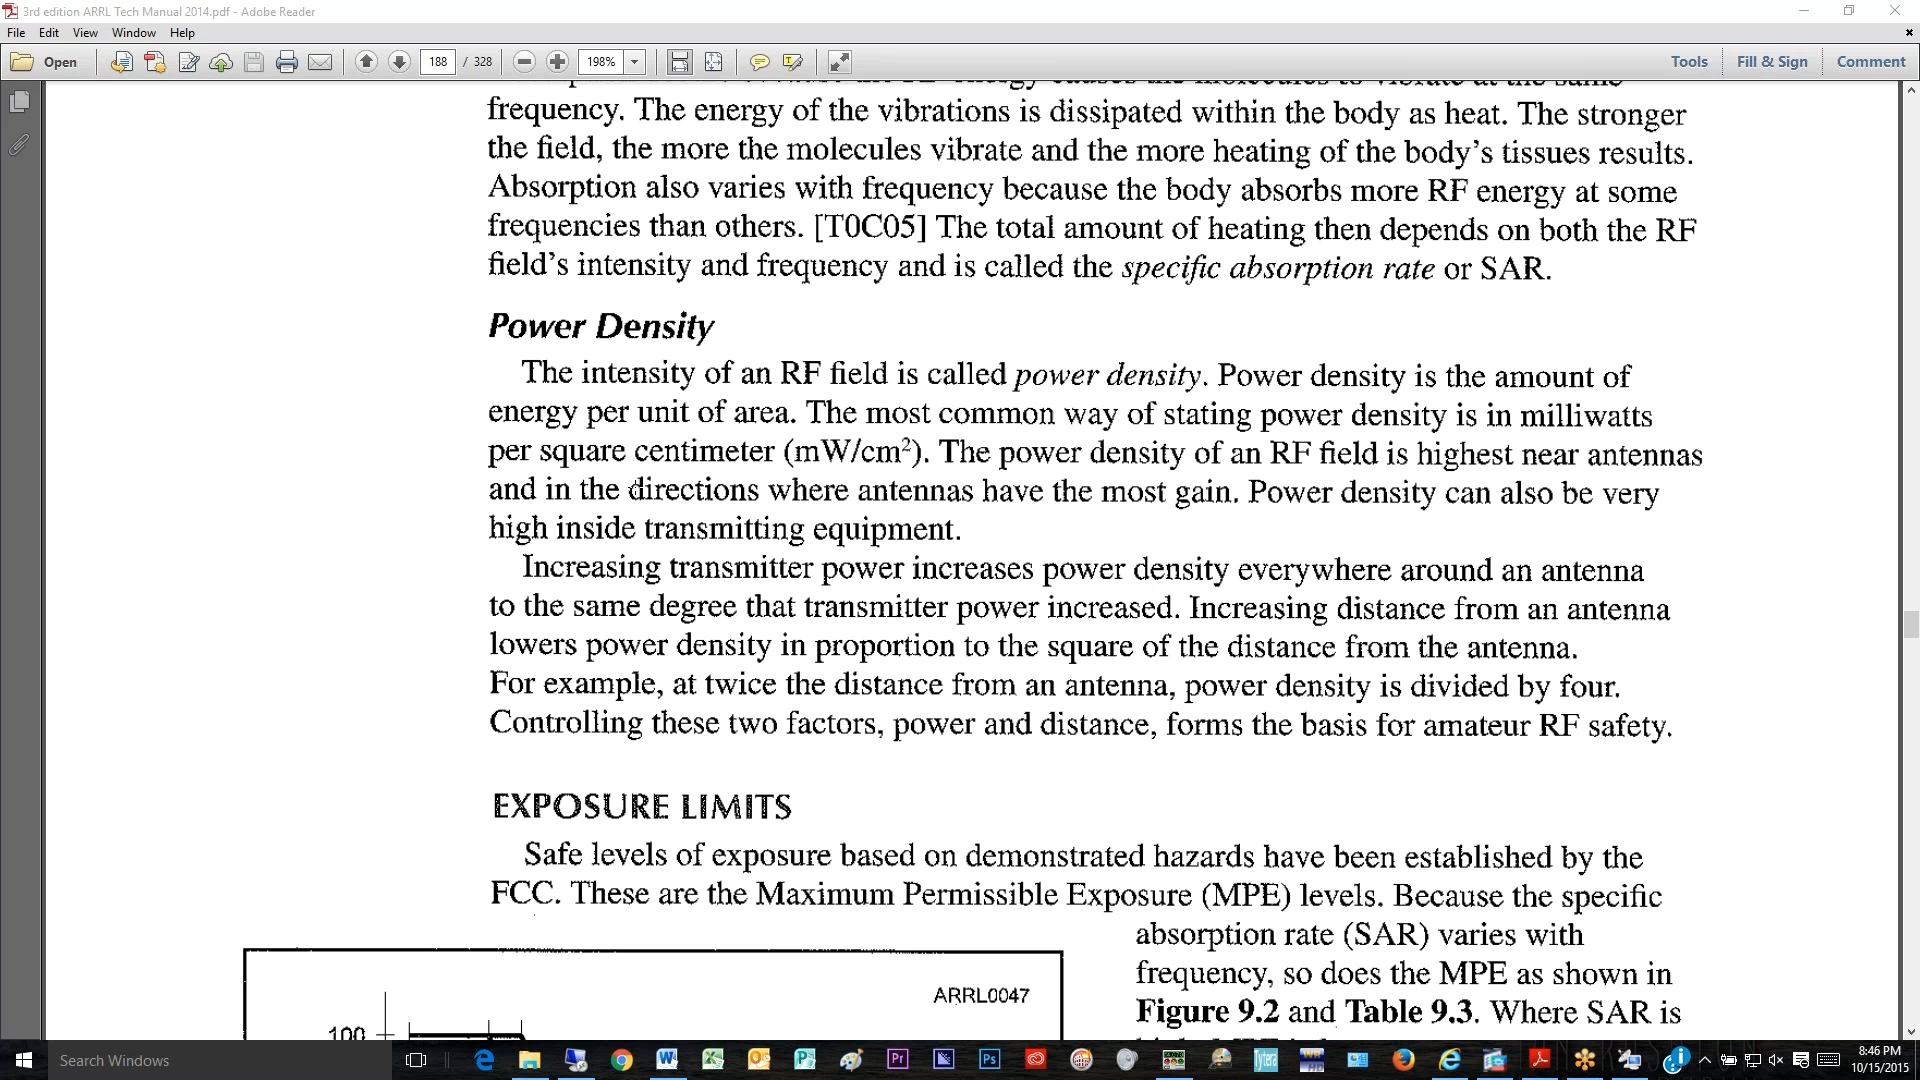 3rd edition ARRL Tech Manual 2014.pdf - Adobe Reader
File Edit View Window Help
Open 188 / 328 198% Tools Fill & Sign Comment
frequency. The energy of the vibrations is dissipated within the body as heat. The stronger
the field, the more the molecules vibrate and the more heating of the body's tissues results.
Absorption also varies with frequency because the body absorbs more RF energy at some
frequencies than others. [T0C05] The total amount of heating then depends on both the RF
field's intensity and frequency and is called the specific absorption rate or SAR.
Power Density
The intensity of an RF field is called power density. Power density is the amount of
energy per unit of area. The most common way of stating power density is in milliwatts
per square centimeter (mW/cm²). The power density of an RF field is highest near antennas
and in the directions where antennas have the most gain. Power density can also be very
high inside transmitting equipment.
Increasing transmitter power increases power density everywhere around an antenna
to the same degree that transmitter power increased. Increasing distance from an antenna
lowers power density in proportion to the square of the distance from the antenna.
For example, at twice the distance from an antenna, power density is divided by four.
Controlling these two factors, power and distance, forms the basis for amateur RF safety.
EXPOSURE LIMITS
Safe levels of exposure based on demonstrated hazards have been established by the
FCC. These are the Maximum Permissible Exposure (MPE) levels. Because the specific
absorption rate (SAR) varies with
frequency, so does the MPE as shown in
Figure 9.2 and Table 9.3. Where SAR is
ARRL0047
100
Search Windows
8:46 PM
10/15/2015